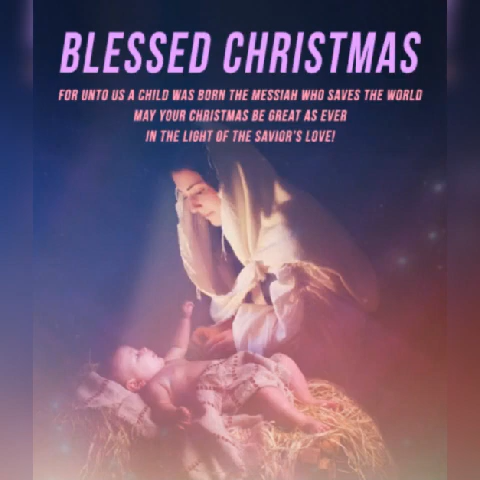 BLESSED CHRISTMAS
FOR UNTO US A CHILD WAS BORN THE MESSIAH WHO SAVES THE WORLD
MAY YOUR CHRISTMAS BE GREAT AS EVER
IN THE LIGHT OF THE SAVIOR'S LOVE!